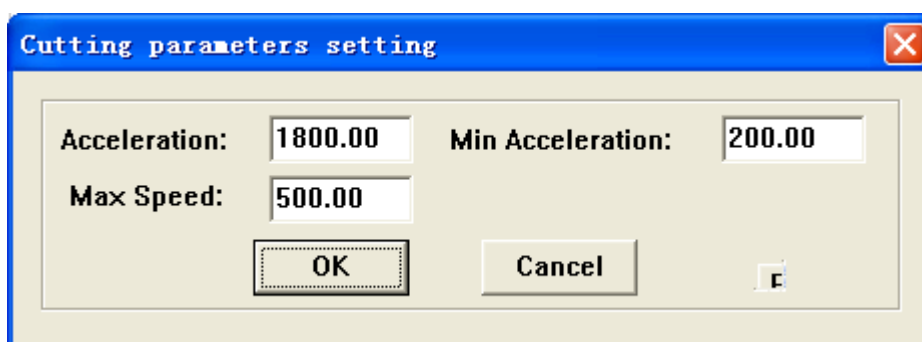 Cutting parameters setting
Acceleration: 1800.00 Min Acceleration: 200.00
Max Speed: 500.00
OK Cancel